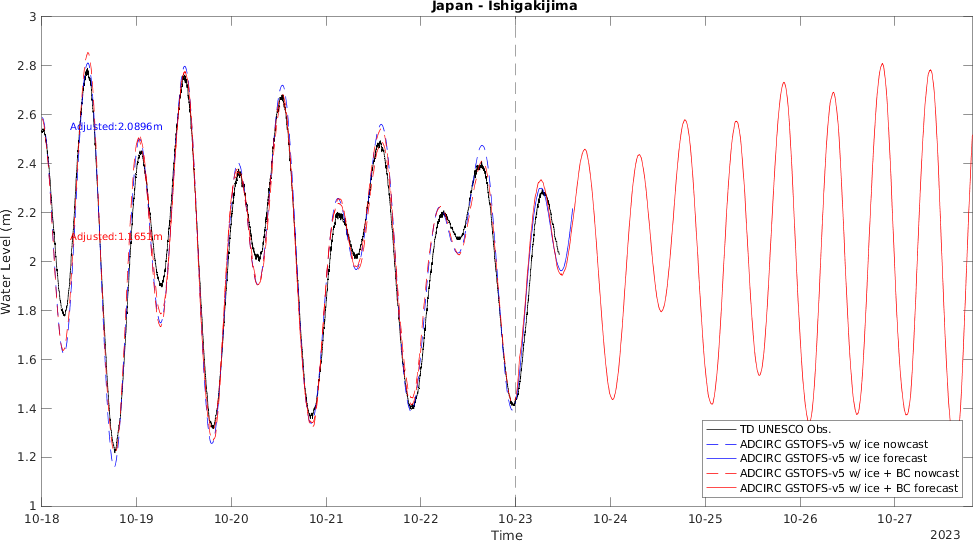 Japan - Ishigakijima
3
2.8
2.6
2.4
2.2
2
1.8
1.6
1.4
1.2
1
Water Level (m)
Adjusted:2.0896m
Adjusted:1.1651m
TD UNESCO Obs.
ADCIRC GSTOFS-v5 w/ ice nowcast
ADCIRC GSTOFS-v5 w/ ice forecast
ADCIRC GSTOFS-v5 w/ ice + BC nowcast
ADCIRC GSTOFS-v5 w/ ice + BC forecast
10-18 10-19 10-20 10-21 10-22 10-23 10-24 10-25 10-26 10-27
Time
2023